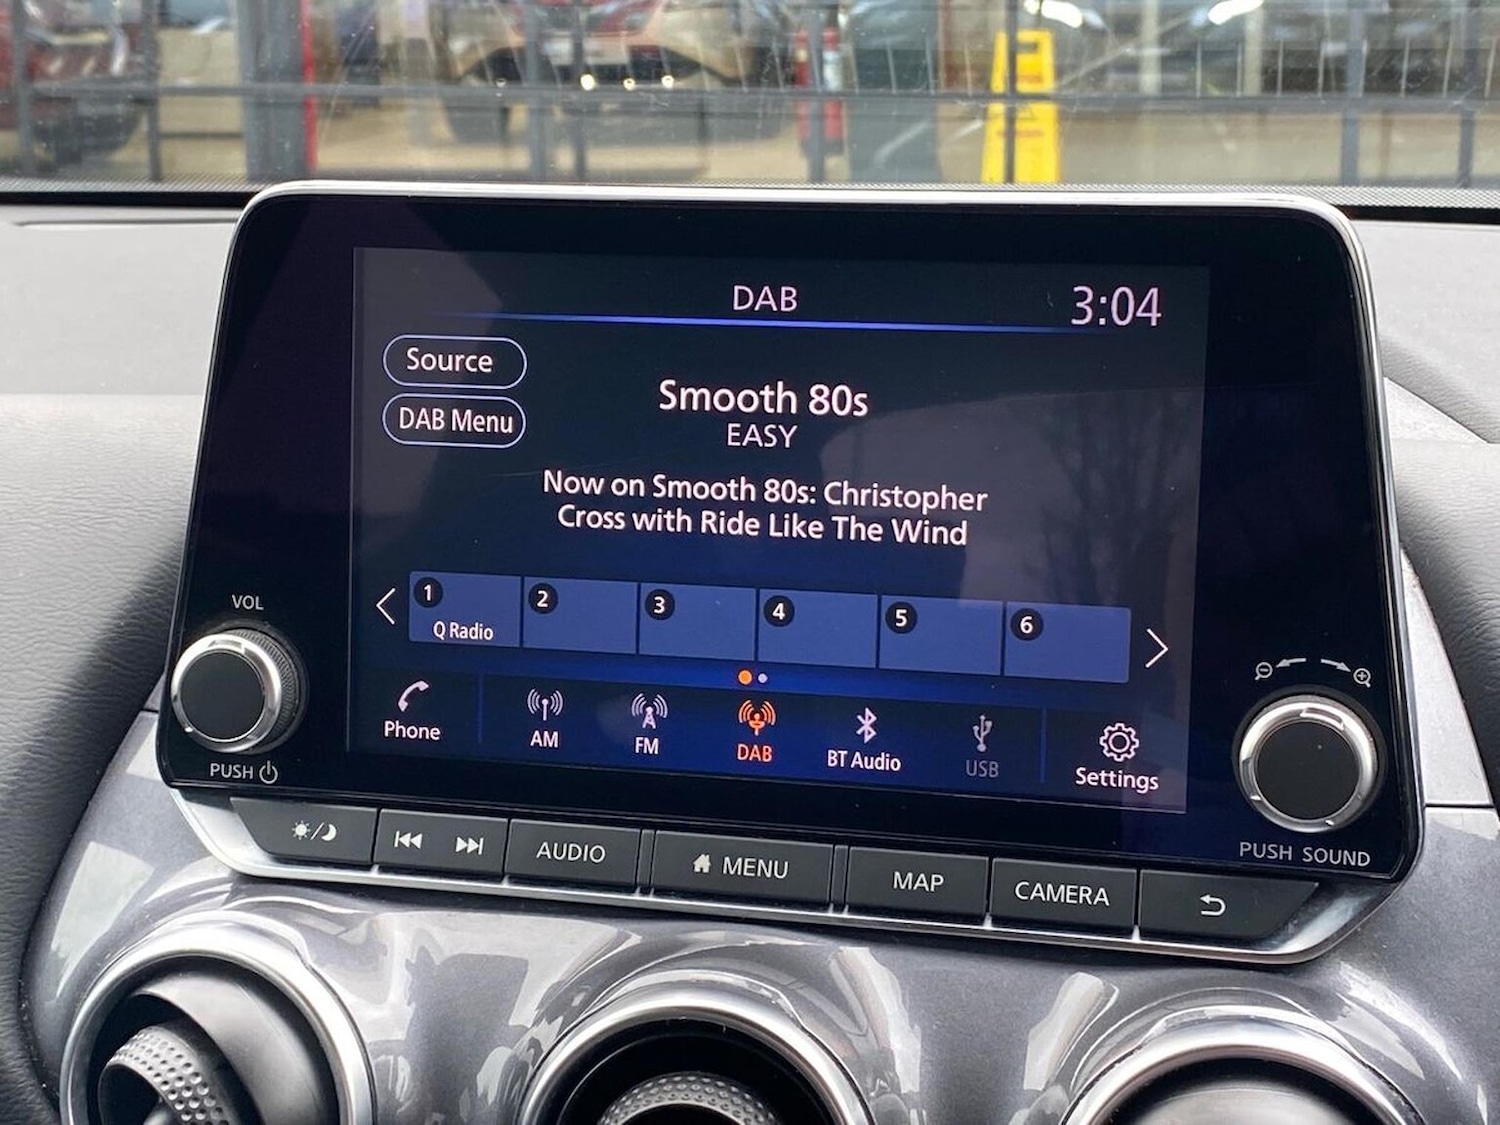 DAB
3:04
Source
DAB Menu
Smooth 80s
EASY
Now on Smooth 80s: Christopher
Cross with Ride Like The Wind
1
Q Radio
2
3
4
5
6
Phone
AM
FM
DAB
BT Audio
USB
Settings
VOL
PUSH
PUSH SOUND
AUDIO
MENU
MAP
CAMERA